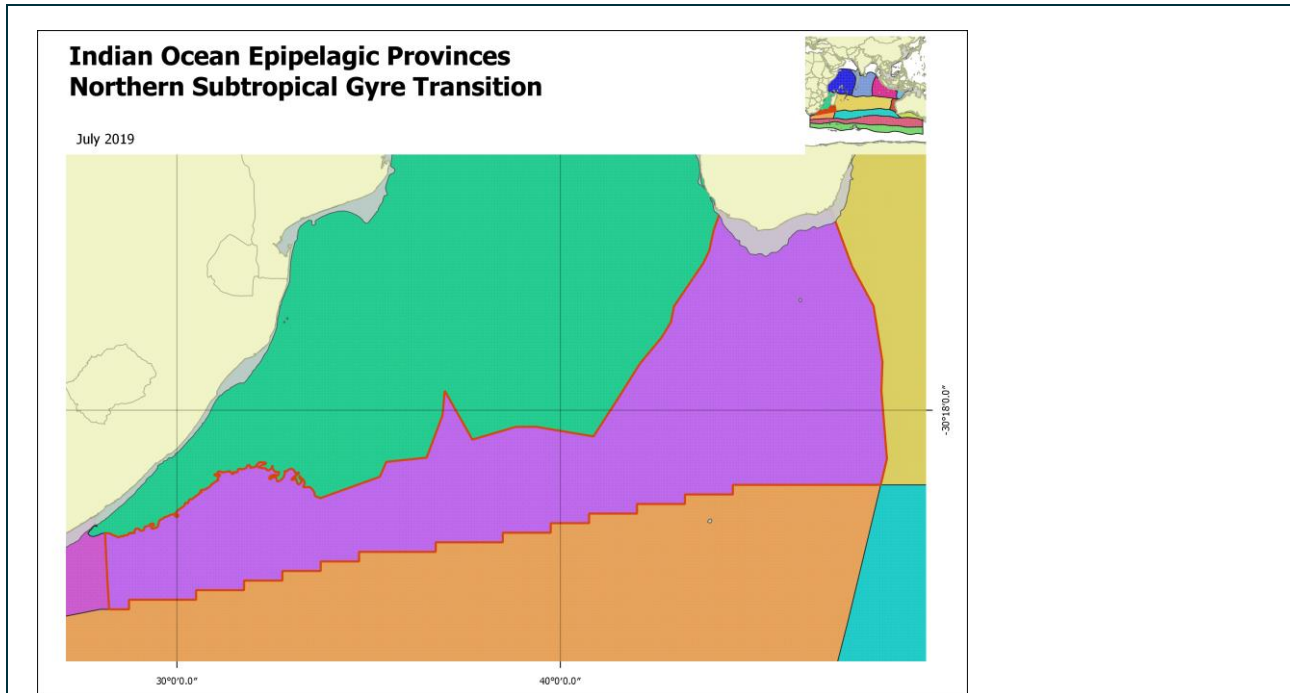 Indian Ocean Epipelagic Provinces
Northern Subtropical Gyre Transition
July 2019
-30°18'0.0"
30°0'0.0"
40°0'0.0"